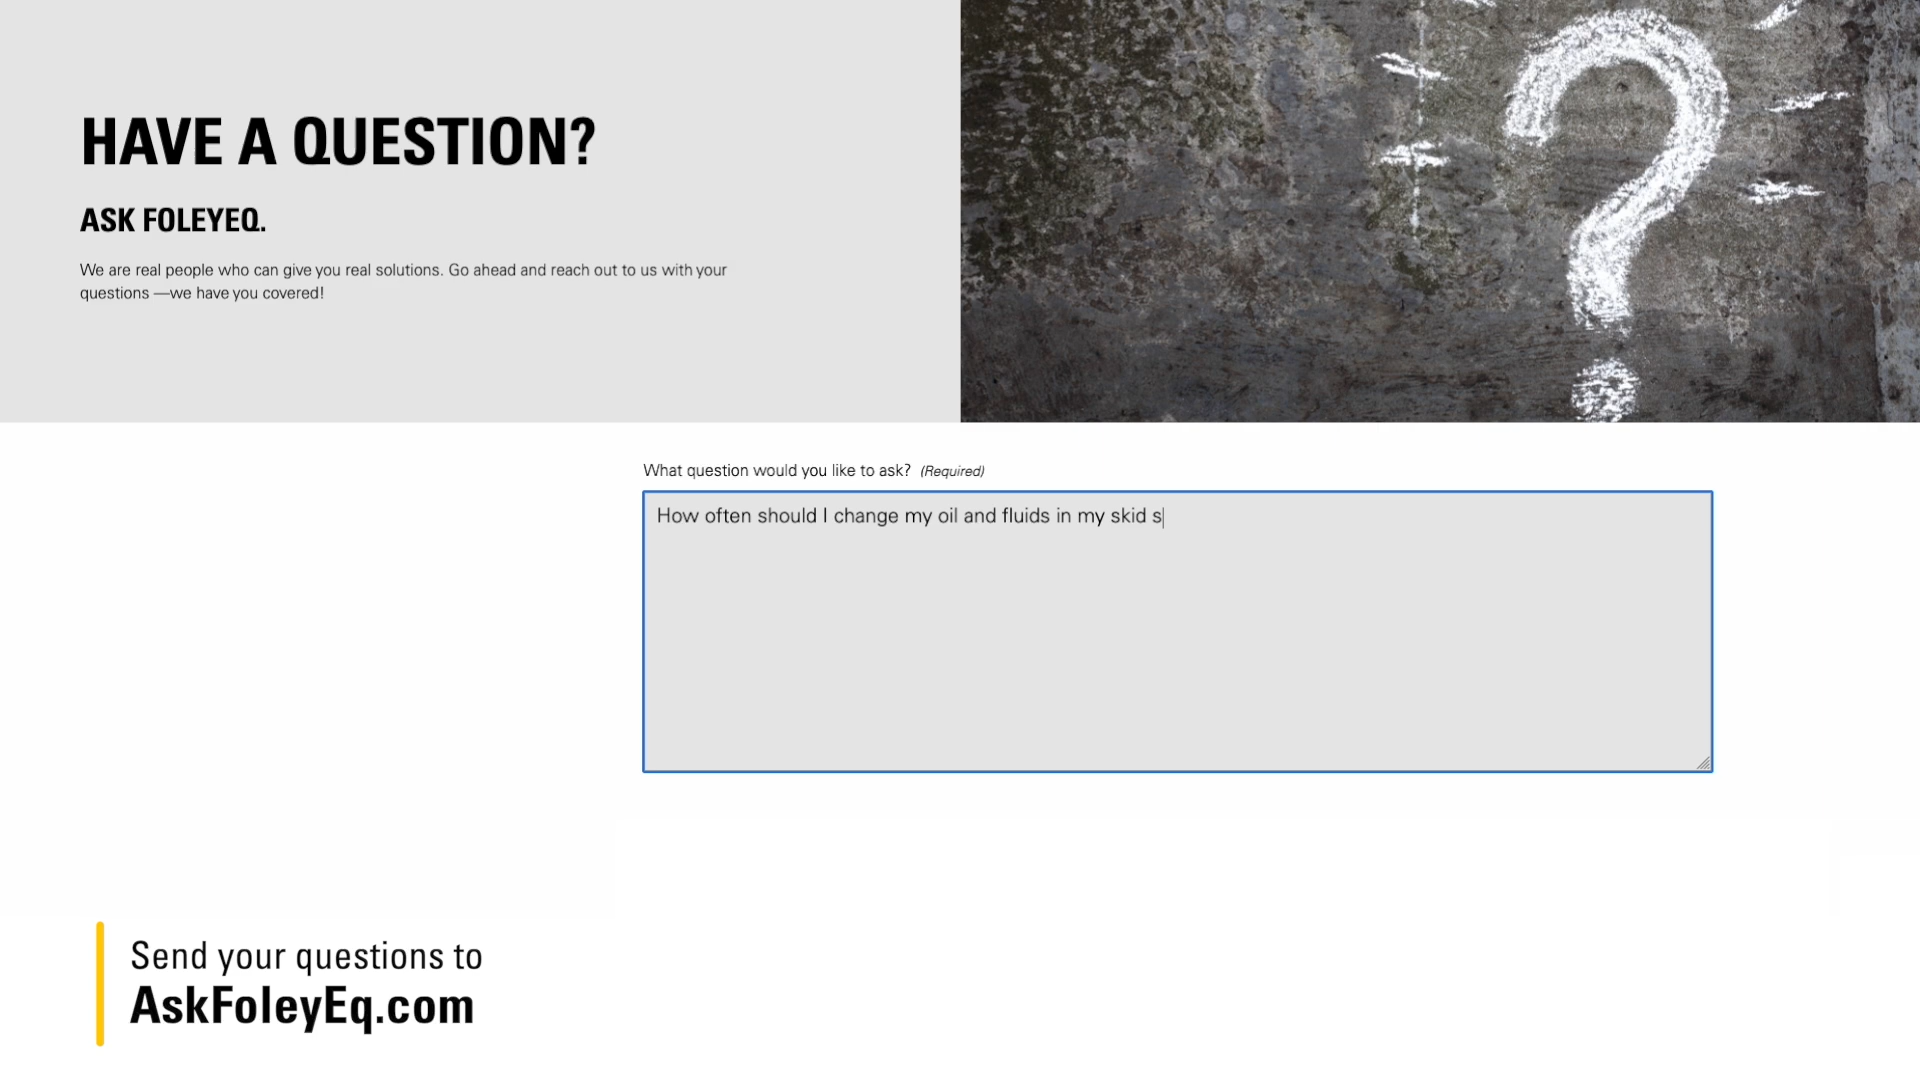 HAVE A QUESTION?
ASK FOLEYEQ.
We are real people who can give you real solutions. Go ahead and reach out to us with your
questions —we have you covered!
What question would you like to ask? (Required)
How often should I change my oil and fluids in my skid s
Send your questions to
AskFoleyEq.com